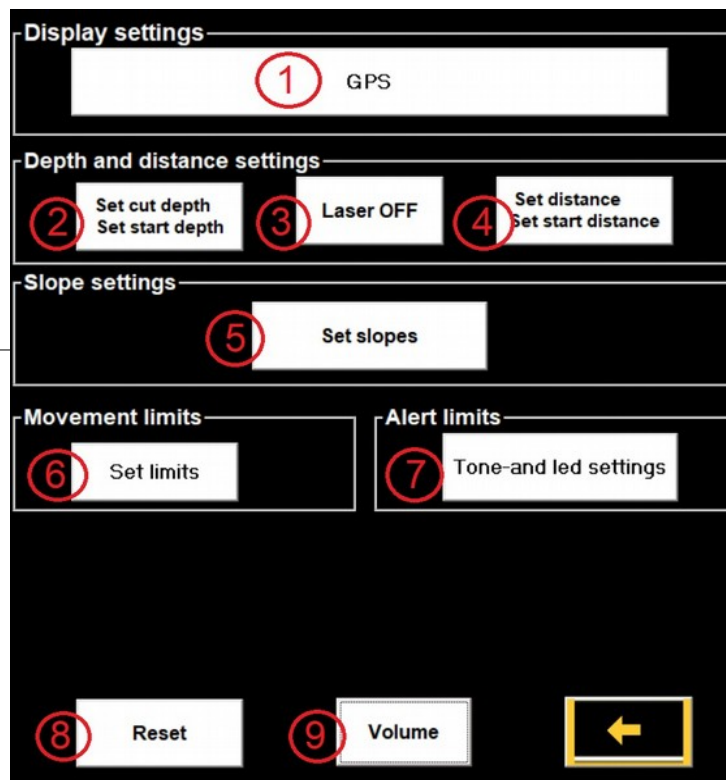 Display settings
1 GPS
Depth and distance settings
2 Set cut depth
Set start depth
3 Laser OFF
4 Set distance
Set start distance
Slope settings
5 Set slopes
Movement limits
6 Set limits
Alert limits
7 Tone-and led settings
8 Reset
9 Volume